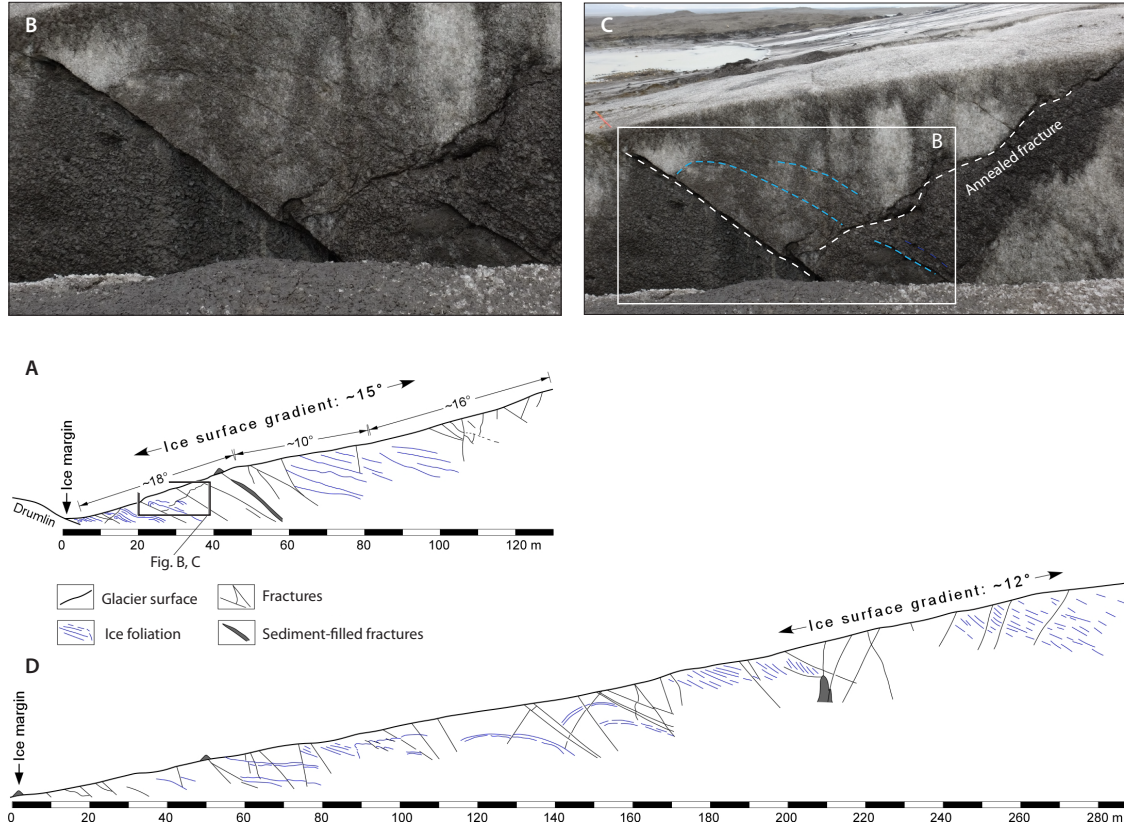 B
C
B
Annealed fracture
A
Ice surface gradient: ~15°
~16°
~10°
~18°
Ice margin
Drumlin
0 20 40 60 80 100 120 m
Fig. B, C
Glacier surface
Fractures
Ice foliation
Sediment-filled fractures
Ice surface gradient: ~12°
D
Ice margin
0 20 40 60 80 100 120 140 160 180 200 220 240 260 280 m